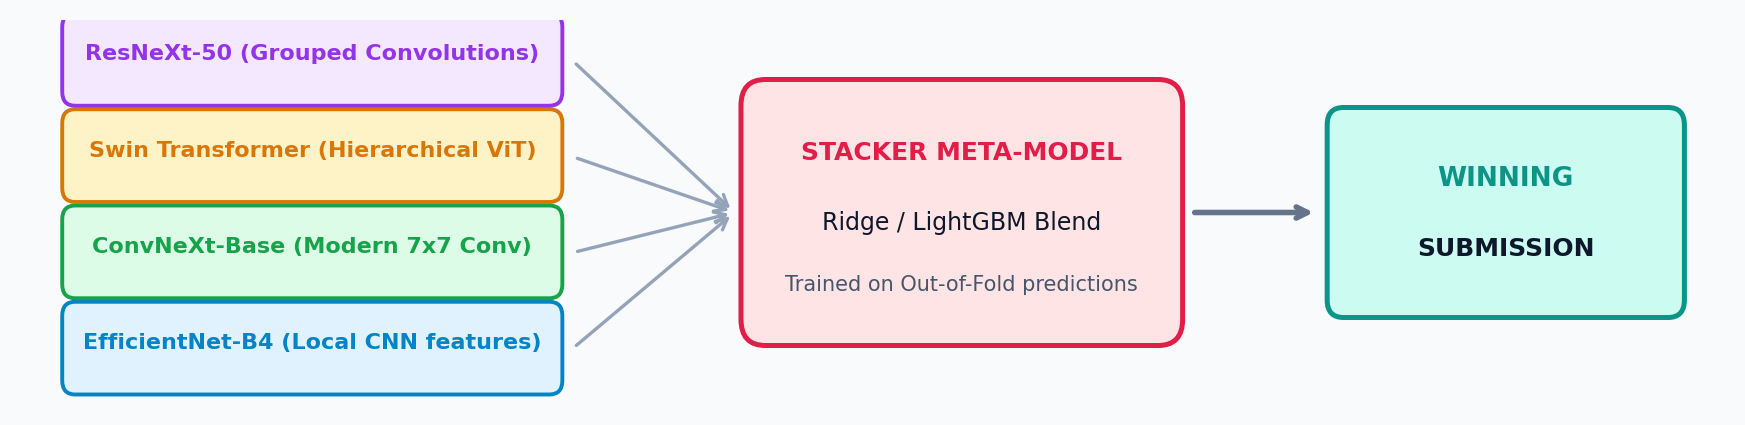 ResNeXt-50 (Grouped Convolutions)
Swin Transformer (Hierarchical ViT)
ConvNeXt-Base (Modern 7x7 Conv)
EfficientNet-B4 (Local CNN features)
STACKER META-MODEL
Ridge / LightGBM Blend
Trained on Out-of-Fold predictions
WINNING
SUBMISSION